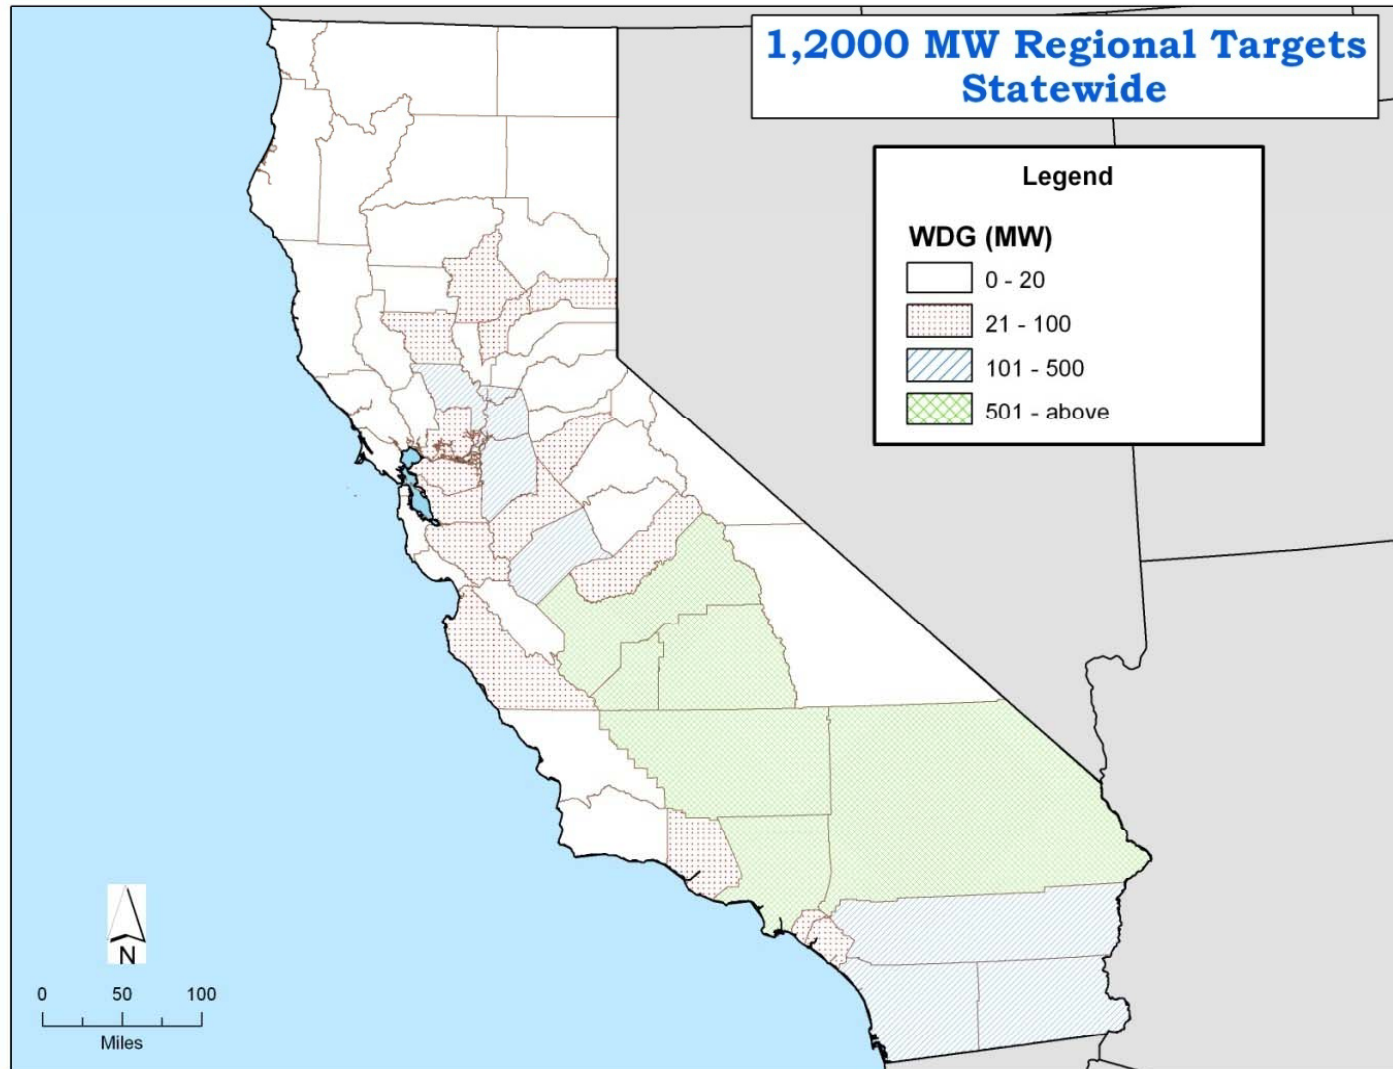 1,2000 MW Regional Targets
Statewide
Legend
WDG (MW)
0 - 20
21 - 100
101 - 500
501 - above
N
0 50 100
Miles